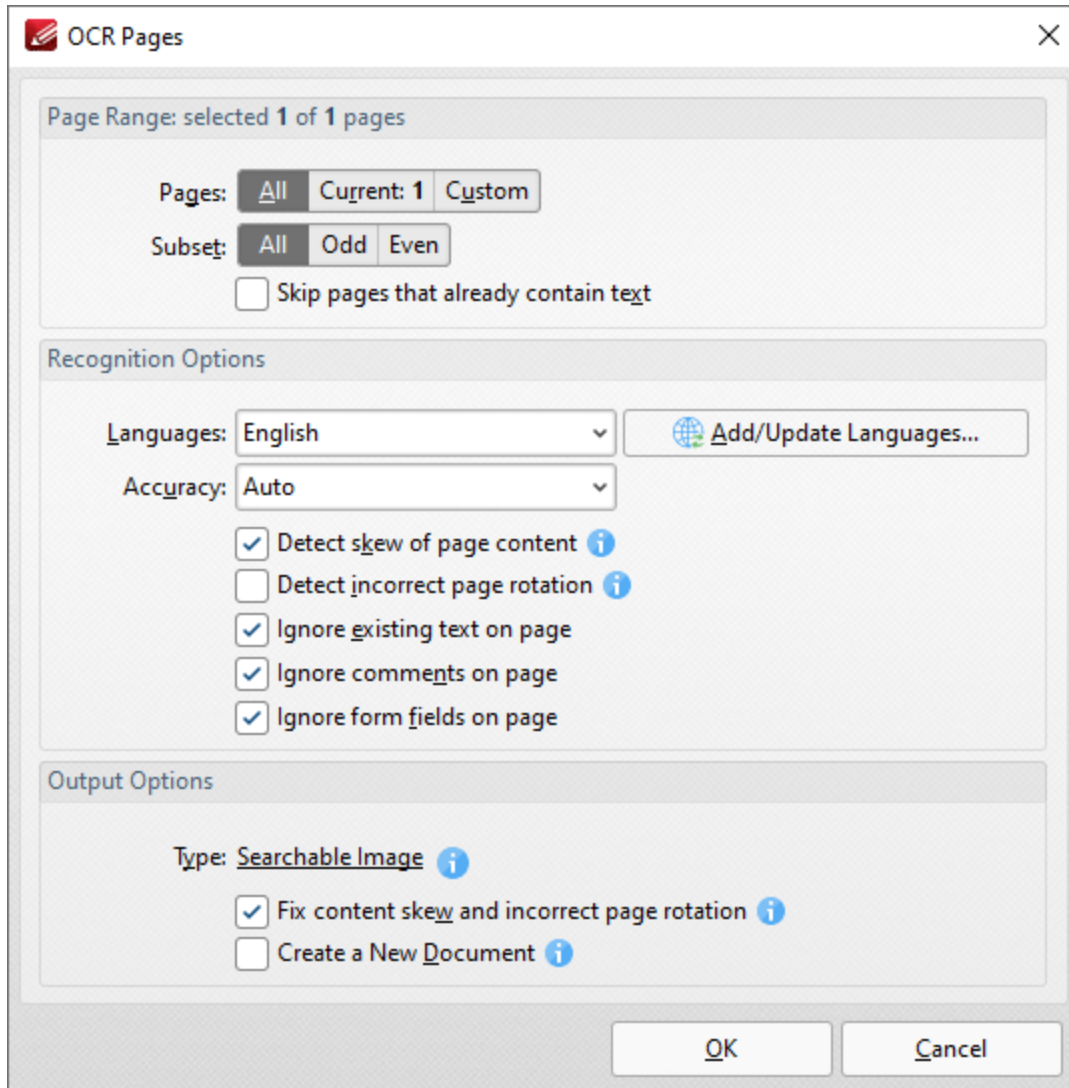 OCR Pages
Page Range: selected 1 of 1 pages
Pages: All Current: 1 Custom
Subset: All Odd Even
Skip pages that already contain text
Recognition Options
Languages: English Add/Update Languages...
Accuracy: Auto
Detect skew of page content
Detect incorrect page rotation
Ignore existing text on page
Ignore comments on page
Ignore form fields on page
Output Options
Type: Searchable Image
Fix content skew and incorrect page rotation
Create a New Document
OK Cancel